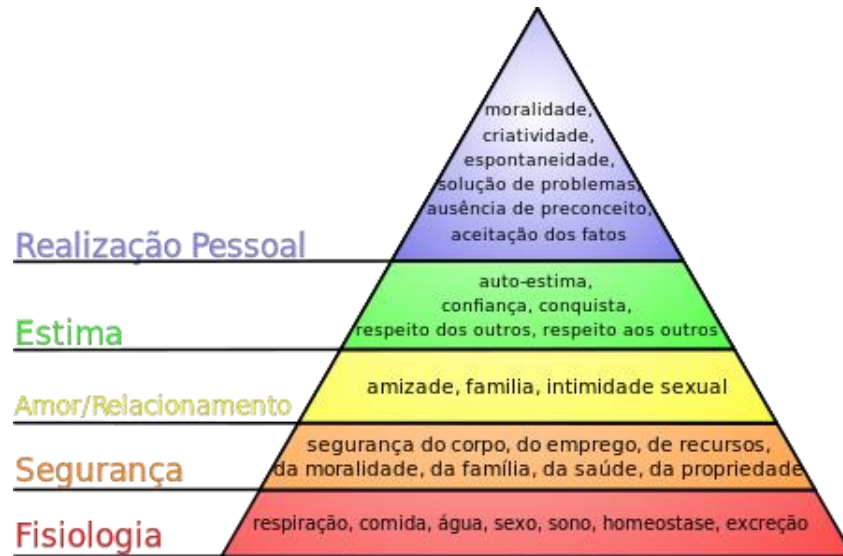 moralidade,
criatividade,
espontaneidade,
solução de problemas,
ausência de preconceito,
aceitação dos fatos
Realização Pessoal
auto-estima,
confiança, conquista,
respeito dos outros, respeito aos outros
Estima
amizade, familia, intimidade sexual
Amor/Relacionamento
segurança do corpo, do emprego, de recursos,
da moralidade, da família, da saúde, da propriedade
Segurança
respiração, comida, água, sexo, sono, homeostase, excreção
Fisiologia